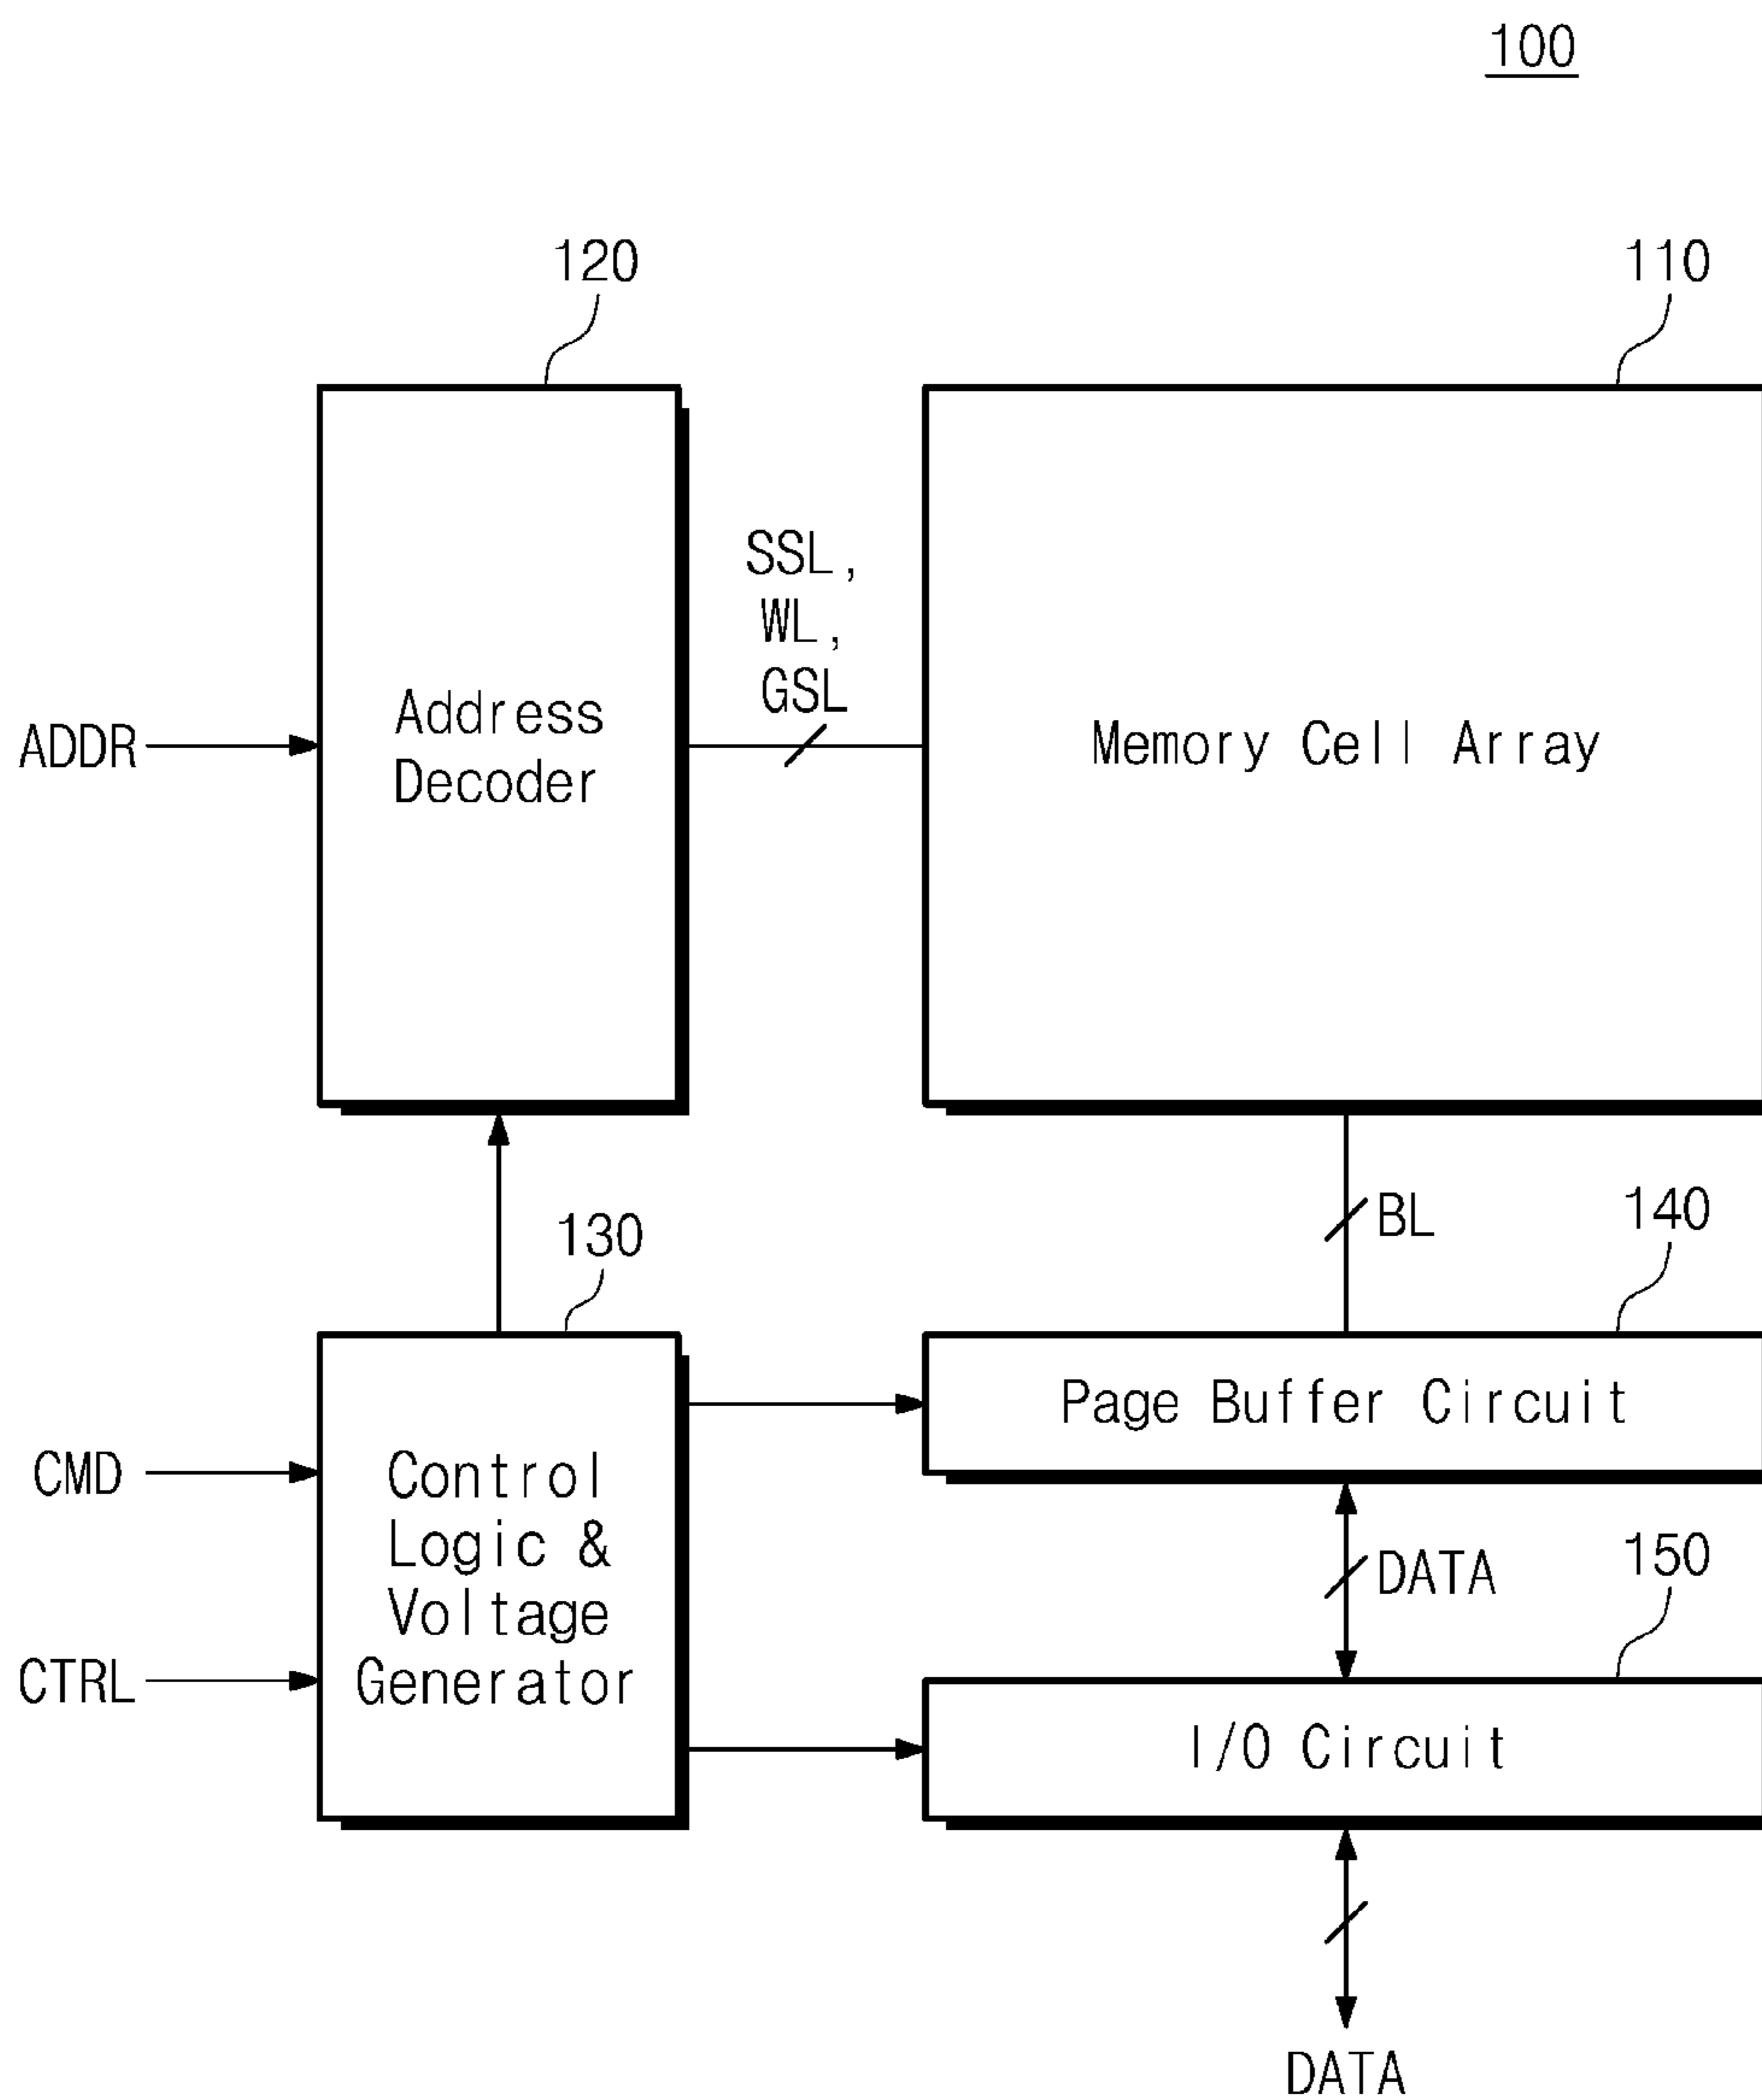 100
120
110
SSL,
WL,
GSL
ADDR
Address
Decoder
Memory Cell Array
130
BL
140
CMD
CTRL
Control
Logic &
Voltage
Generator
Page Buffer Circuit
DATA
150
I/O Circuit
DATA